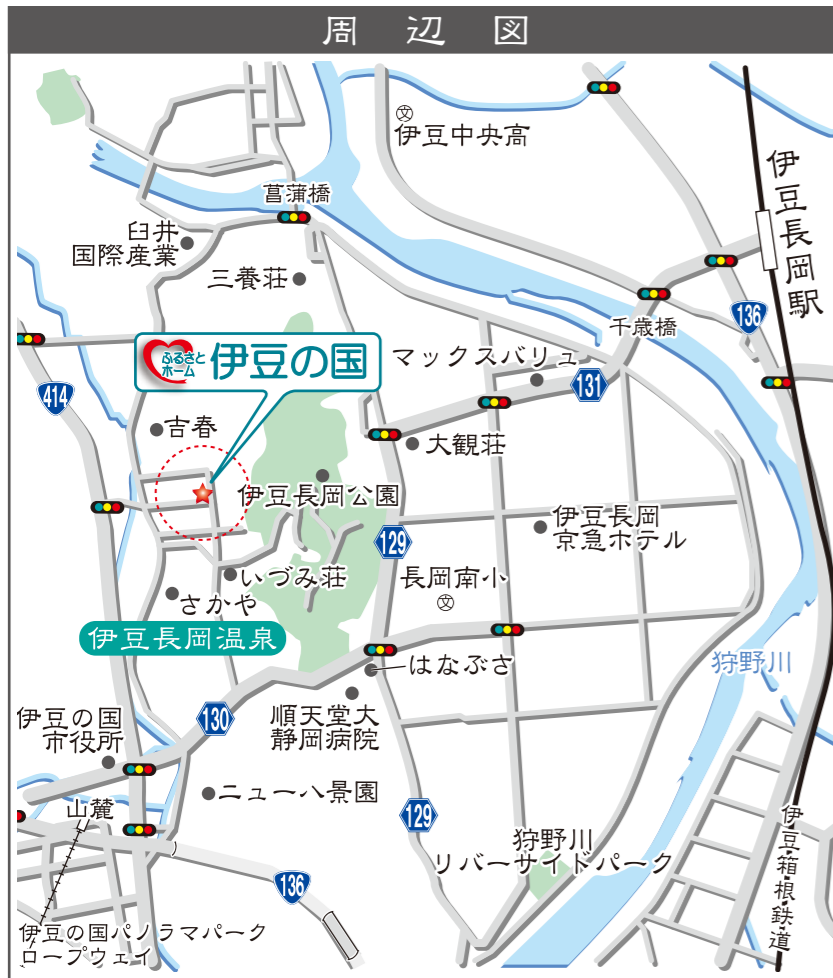 周辺図
伊豆中央高
菖蒲橋
臼井
国際産業
三養荘
伊豆長岡駅
千歳橋
136
ふるさと
ホーム
伊豆の国
マックスバリュ
131
414
吉春
大観荘
伊豆長岡公園
伊豆長岡
京急ホテル
129
いづみ荘
長岡南小
さかや
伊豆長岡温泉
はなぶさ
狩野川
130
順天堂大
静岡病院
伊豆の国
市役所
ニュー八景園
山麓
129
狩野川
リバーサイドパーク
136
伊豆箱根鉄道
伊豆の国パノラマパーク
ロープウェイ
文
文